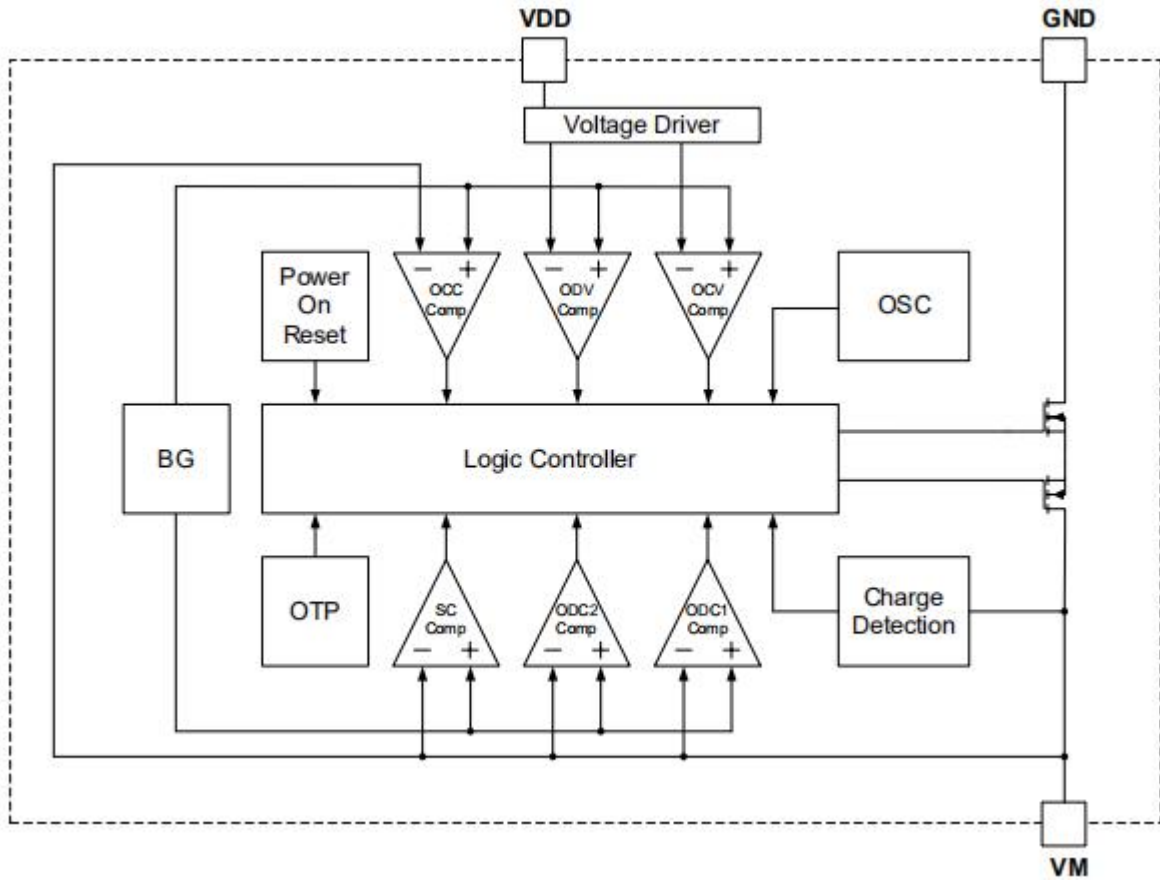 VDD
GND
Voltage Driver
Power
On
Reset
− +
OCC
Comp
− +
ODV
Comp
− +
OCV
Comp
OSC
BG
Logic Controller
OTP
SC
Comp
− +
ODC2
Comp
− +
ODC1
Comp
− +
Charge
Detection
VM